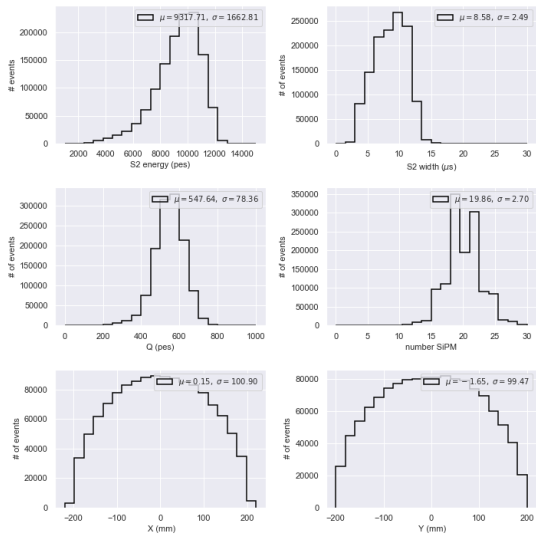 μ = 9317.71, σ = 1662.81
200000
150000
100000
50000
0
# of events
2000 4000 6000 8000 10000 12000 14000
S2 energy (pes)
μ = 8.58, σ = 2.49
250000
200000
150000
100000
50000
0
# of events
0 5 10 15 20 25 30
S2 width (μs)
μ = 547.64, σ = 78.36
300000
250000
200000
150000
100000
50000
0
# of events
0 200 400 600 800 1000
Q (pes)
μ = 19.86, σ = 2.70
350000
300000
250000
200000
150000
100000
50000
0
# of events
0 5 10 15 20 25 30
number SiPM
μ = 0.15, σ = 100.90
80000
60000
40000
20000
0
# of events
−200 −100 0 100 200
X (mm)
μ = −1.65, σ = 99.47
80000
60000
40000
20000
0
# of events
−200 −100 0 100 200
Y (mm)